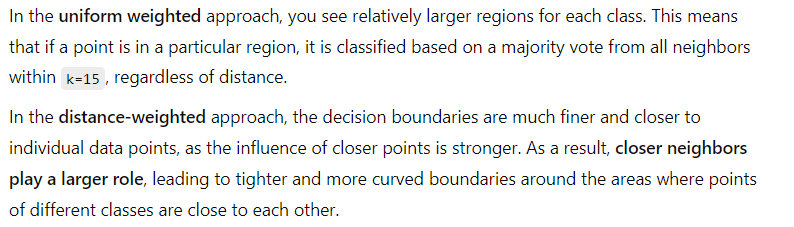 In the uniform weighted approach, you see relatively larger regions for each class. This means
that if a point is in a particular region, it is classified based on a majority vote from all neighbors
within k=15 , regardless of distance.
In the distance-weighted approach, the decision boundaries are much finer and closer to
individual data points, as the influence of closer points is stronger. As a result, closer neighbors
play a larger role, leading to tighter and more curved boundaries around the areas where points
of different classes are close to each other.